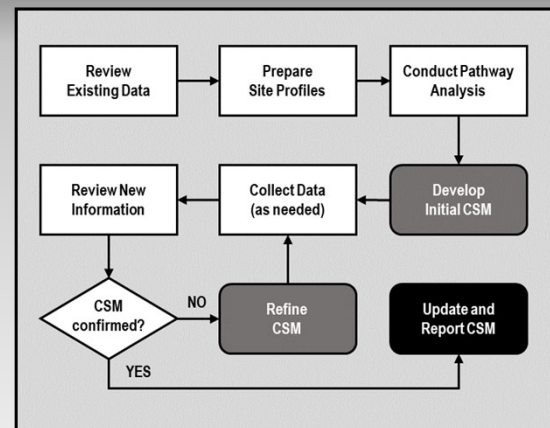 Review
Existing Data
Prepare
Site Profiles
Conduct Pathway
Analysis
Review New
Information
Collect Data
(as needed)
Develop
Initial CSM
CSM
confirmed?
NO
Refine
CSM
Update and
Report CSM
YES